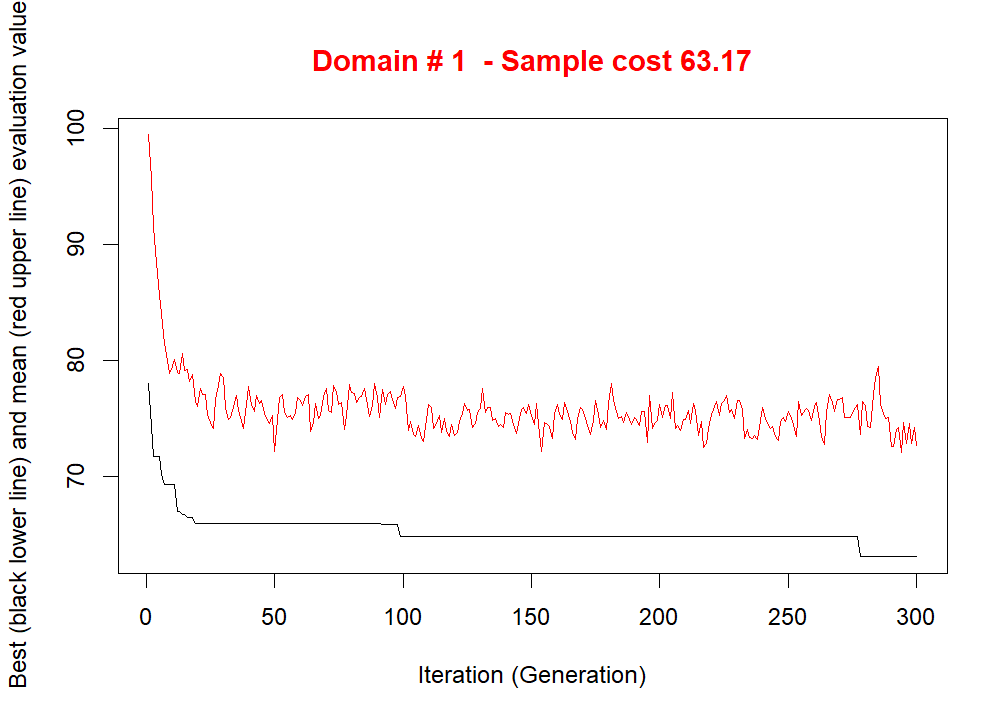 Domain # 1  - Sample cost 63.17
Best (black lower line) and mean (red upper line) evaluation value
100
90
80
70
0 50 100 150 200 250 300
Iteration (Generation)